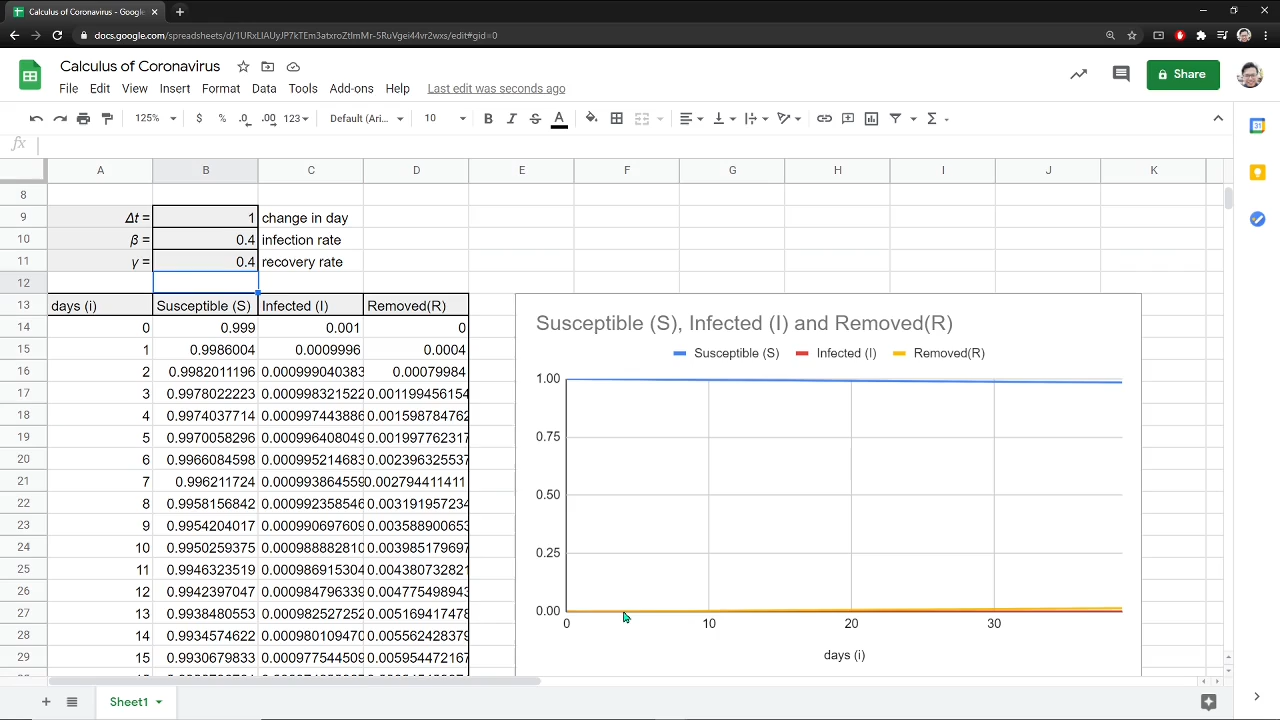 Calculus of Coronavirus - Google
docs.google.com/spreadsheets/d/1URxLIAUyJP7kTEm3atxroZtImMr-5RuVgei44vr2wxs/edit#gid=0
Calculus of Coronavirus
Share
File Edit View Insert Format Data Tools Add-ons Help Last edit was seconds ago
125% $ % .0 .00 123 Default (Ari... 10 B I S A
fx
A B C D E F G H I J K
8
9 Δt = 1 change in day
10 β = 0.4 infection rate
11 γ = 0.4 recovery rate
12
13 days (i) Susceptible (S) Infected (I) Removed(R)
14 0 0.999 0.001 0
15 1 0.9986004 0.0009996 0.0004
16 2 0.9982011196 0.000999040383 0.00079984
17 3 0.9978022223 0.000998321522 0.001199456154
18 4 0.9974037714 0.000997443886 0.001598784762
19 5 0.9970058296 0.000996408049 0.001997762317
20 6 0.9966084598 0.000995214683 0.002396325537
21 7 0.996211724 0.000993864559 0.002794411411
22 8 0.9958156842 0.000992358546 0.003191957234
23 9 0.9954204017 0.000990697609 0.003588900653
24 10 0.9950259375 0.000988882810 0.003985179697
25 11 0.9946323519 0.000986915304 0.004380732821
26 12 0.9942397047 0.000984796339 0.004775498943
27 13 0.9938480553 0.000982527252 0.005169417478
28 14 0.9934574622 0.000980109470 0.005562428379
29 15 0.9930679833 0.000977544509 0.005954472167
Susceptible (S), Infected (I) and Removed(R)
Susceptible (S) Infected (I) Removed(R)
1.00
0.75
0.50
0.25
0.00
0 10 20 30
days (i)
Sheet1
31